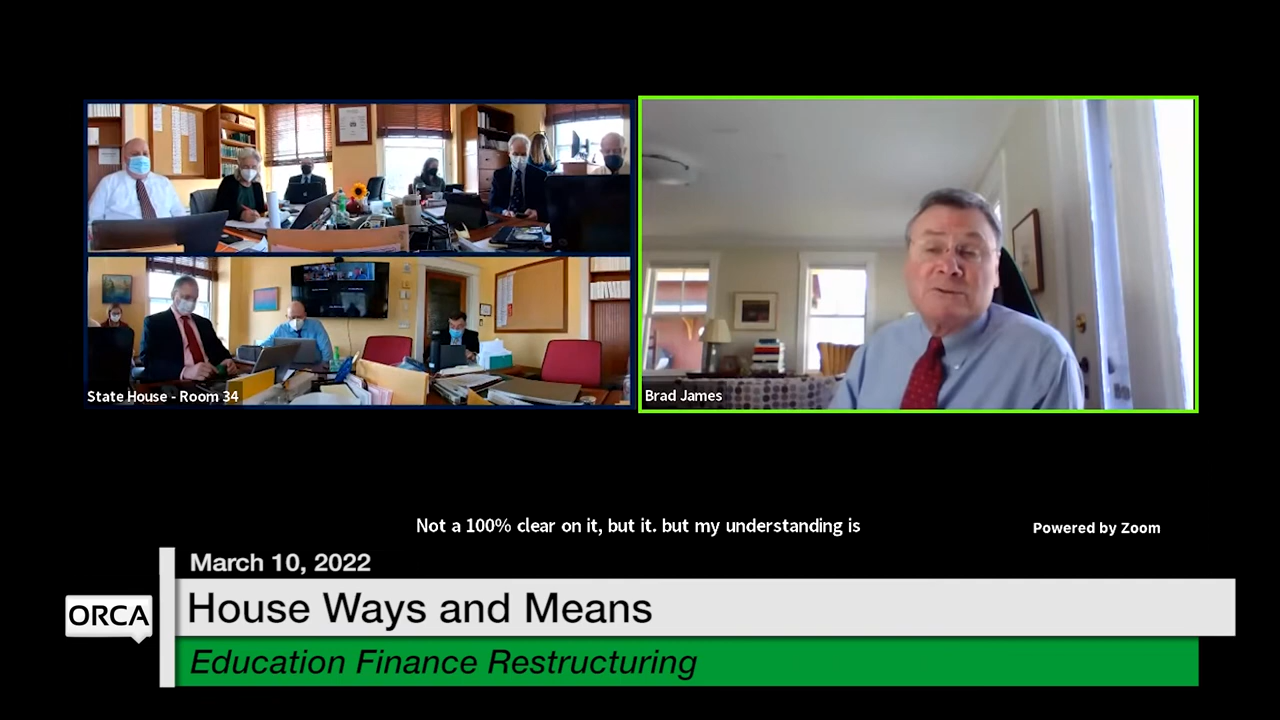 State House - Room 34
Brad James
Not a 100% clear on it, but it. but my understanding is
Powered by Zoom
March 10, 2022
ORCA
House Ways and Means
Education Finance Restructuring